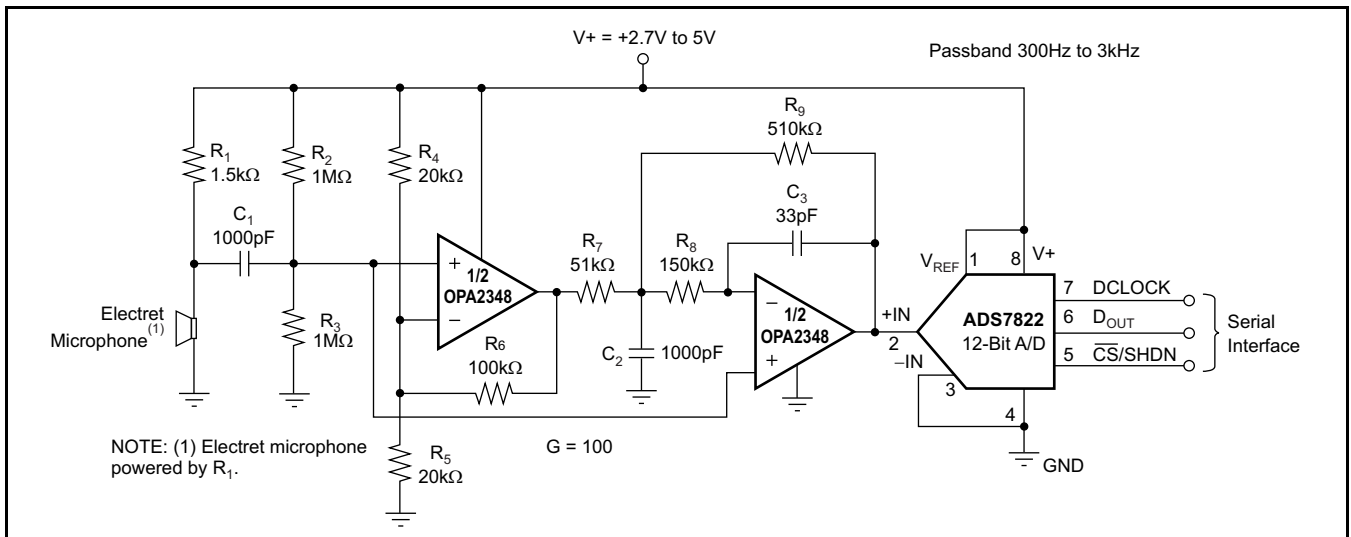 V+ = +2.7V to 5V
Passband 300Hz to 3kHz
R1
1.5kΩ
R2
1MΩ
R4
20kΩ
R9
510kΩ
C3
33pF
C1
1000pF
R7
51kΩ
R8
150kΩ
VREF
1
8
V+
+
1/2
OPA2348
−
−
1/2
OPA2348
+
+IN
2
−IN
3
ADS7822
12-Bit A/D
7
DCLOCK
6
DOUT
5
CS/SHDN
Serial
Interface
4
GND
Electret
Microphone(1)
R3
1MΩ
R6
100kΩ
C2
1000pF
R5
20kΩ
G = 100
NOTE: (1) Electret microphone
powered by R1.